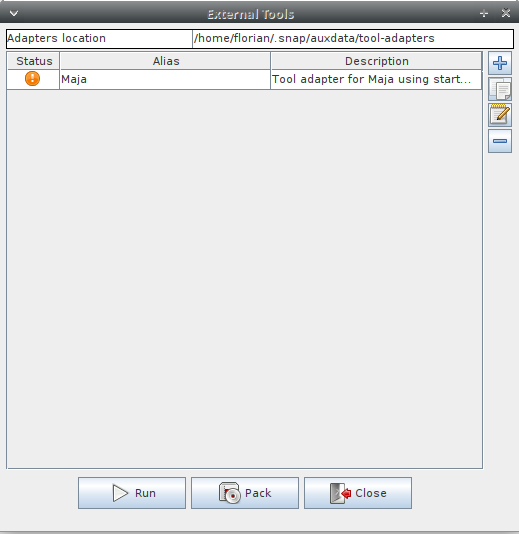 External Tools
Adapters location /home/florian/.snap/auxdata/tool-adapters
Status Alias Description
Maja Tool adapter for Maja using start...
Run Pack Close